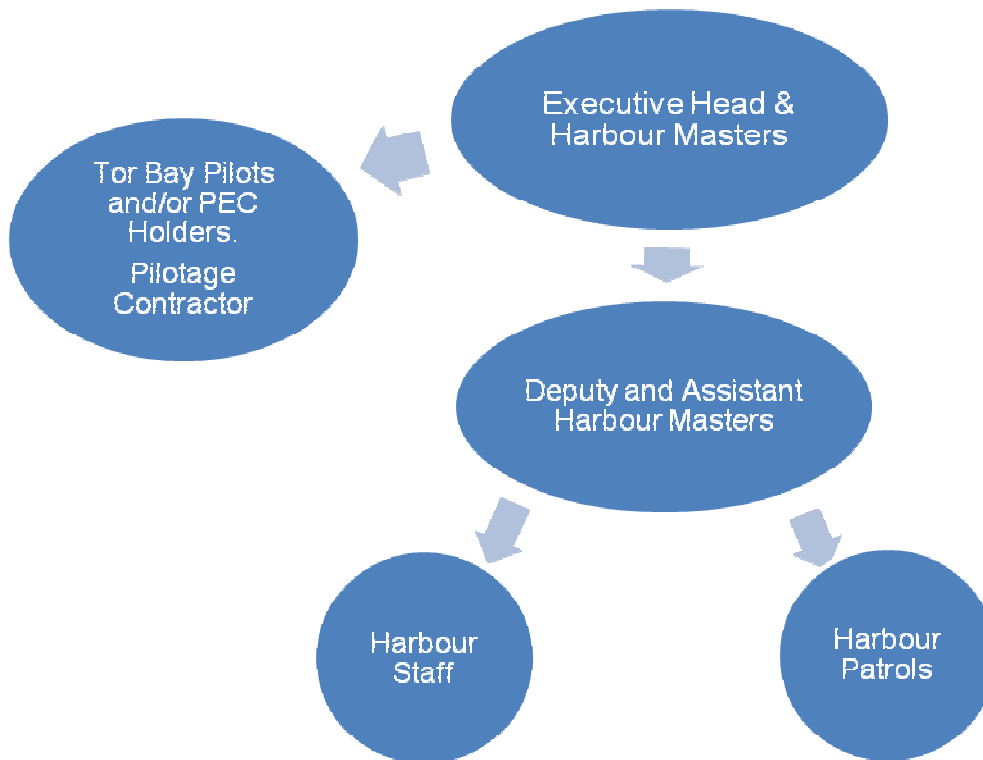 Executive Head &
Harbour Masters
Tor Bay Pilots
and/or PEC
Holders.
Pilotage
Contractor
Deputy and Assistant
Harbour Masters
Harbour
Staff
Harbour
Patrols